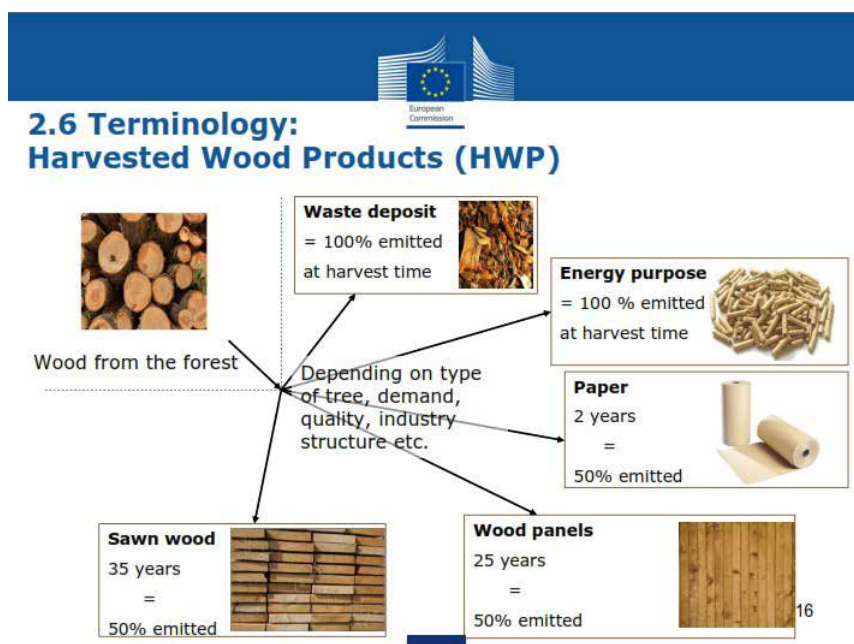 European
Commission
2.6 Terminology:
Harvested Wood Products (HWP)
Waste deposit
= 100% emitted
at harvest time
Energy purpose
= 100 % emitted
at harvest time
Wood from the forest
Depending on type
of tree, demand,
quality, industry
structure etc.
Paper
2 years
=
50% emitted
Sawn wood
35 years
=
50% emitted
Wood panels
25 years
=
50% emitted
16